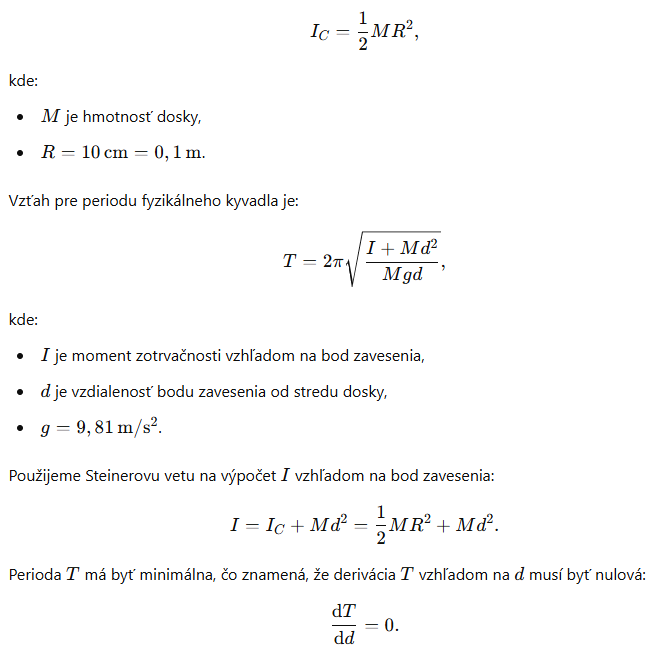 I_C = \frac{1}{2} M R^2,
kde:
• M je hmotnosť dosky,
• R = 10 cm = 0,1 m.
Vzťah pre periodu fyzikálneho kyvadla je:
T = 2π\sqrt{\frac{I + Md^2}{Mgd}},
kde:
• I je moment zotrvačnosti vzhľadom na bod zavesenia,
• d je vzdialenosť bodu zavesenia od stredu dosky,
• g = 9,81 m/s^2.
Použijeme Steinerovu vetu na výpočet I vzhľadom na bod zavesenia:
I = I_C + Md^2 = \frac{1}{2} M R^2 + Md^2.
Perioda T má byť minimálna, čo znamená, že derivácia T vzhľadom na d musí byť nulová:
\frac{dT}{dd} = 0.